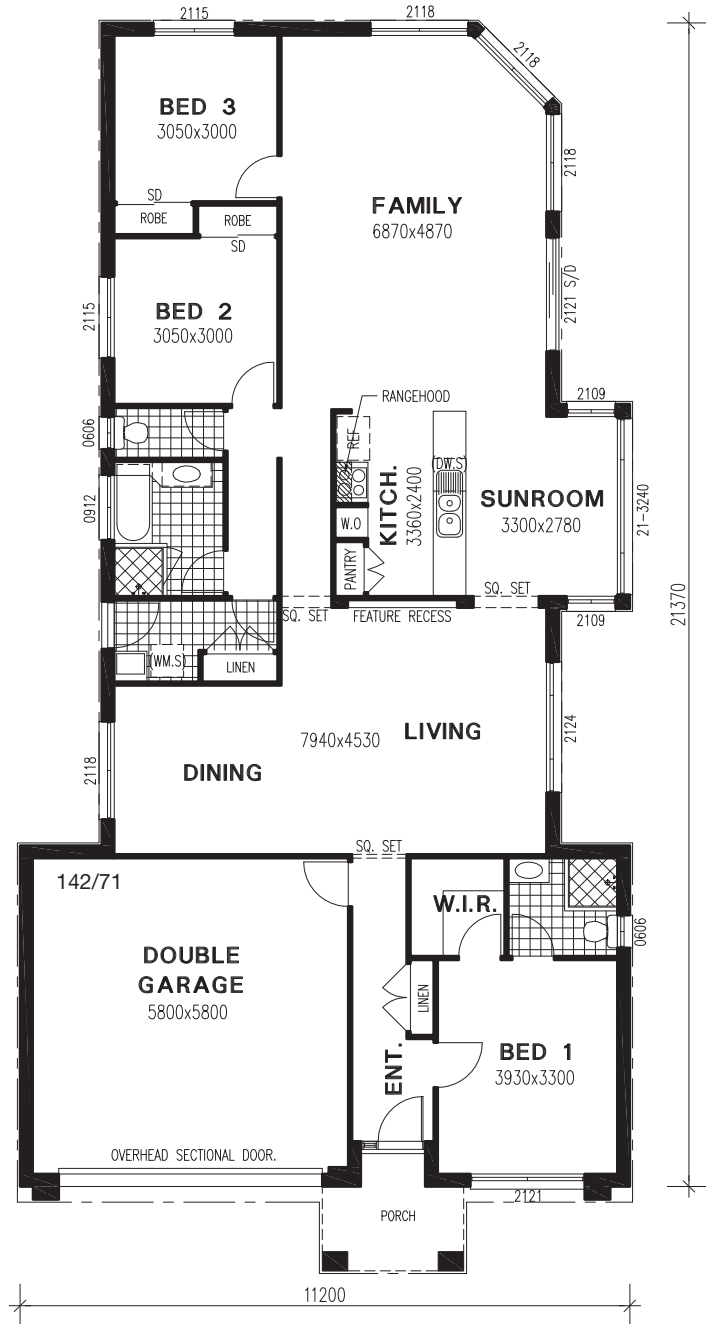 2115
2118
2118
BED 3
3050x3000
2118
SD
ROBE
ROBE
SD
FAMILY
6870x4870
2121 S/D
BED 2
3050x3000
2115
RANGEHOOD
2109
0606
REF
(DW.S)
KITCH.
3360x2400
SUNROOM
3300x2780
0912
21-3240
W.O
PANTRY
SQ. SET
SQ. SET
FEATURE RECESS
2109
21370
(WM.S)
LINEN
2118
7940x4530
LIVING
DINING
2124
SQ. SET
142/71
W.I.R.
0606
DOUBLE
GARAGE
5800x5800
LINEN
ENT.
BED 1
3930x3300
OVERHEAD SECTIONAL DOOR.
2121
PORCH
11200